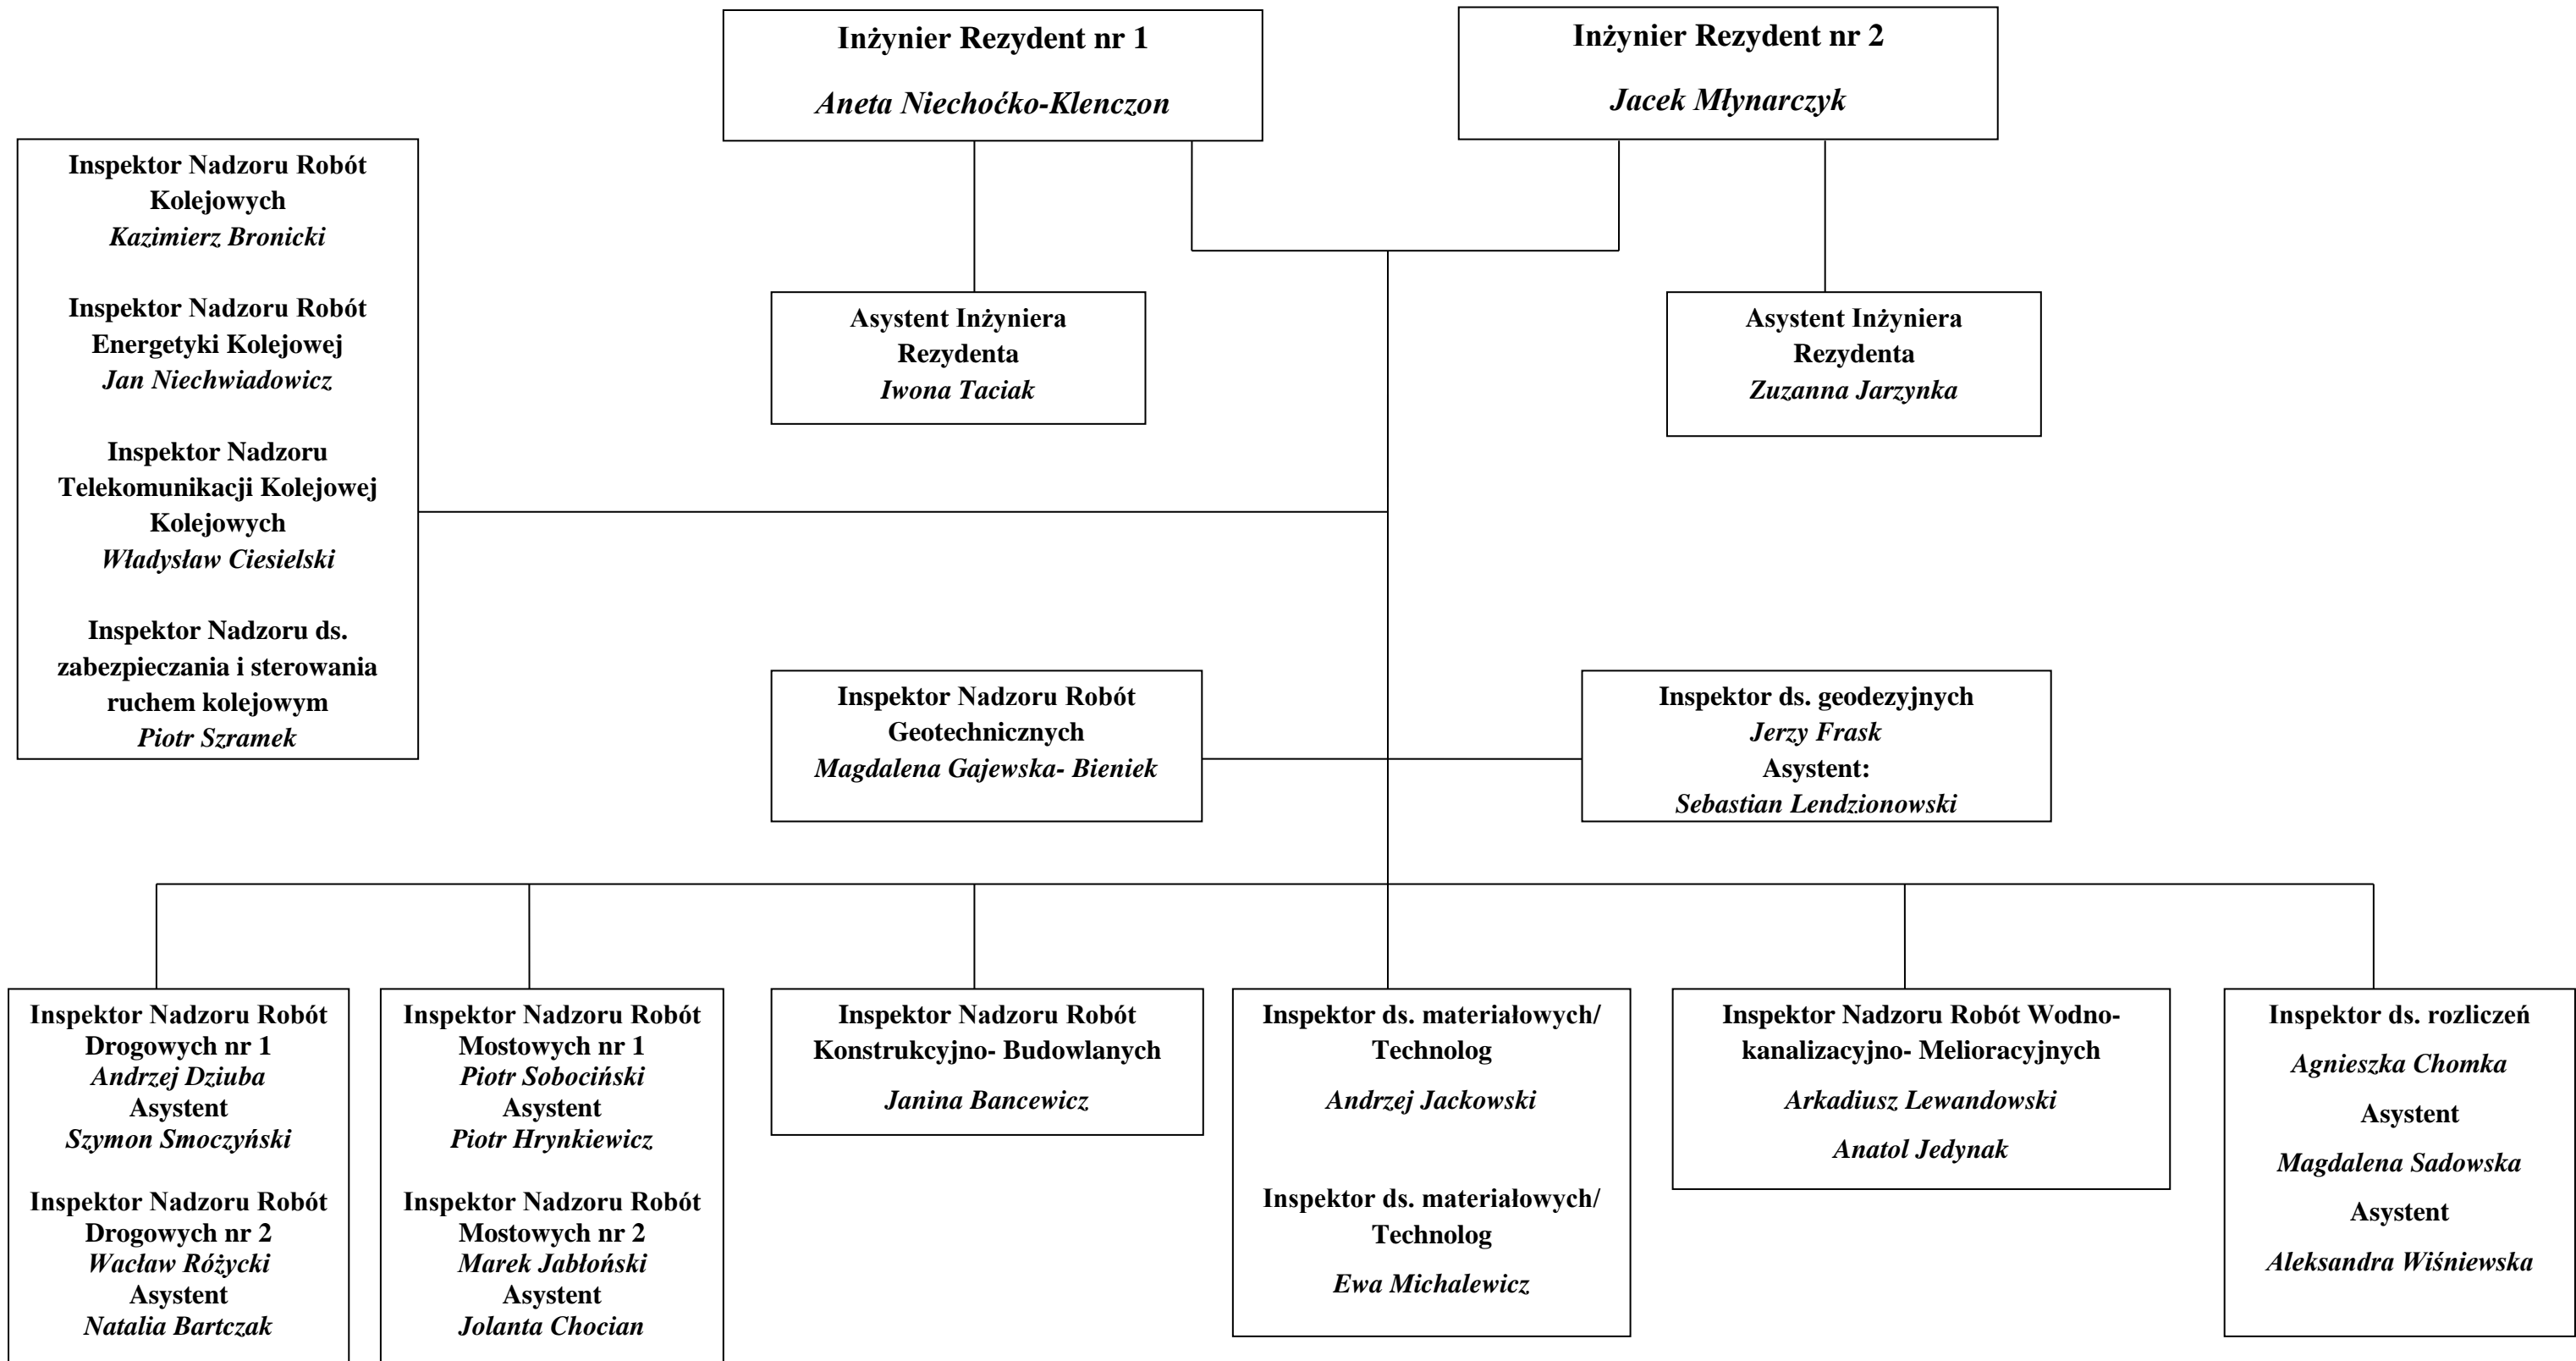 Inżynier Rezydent nr 1
Aneta Niechoćko-Klenczon
Inżynier Rezydent nr 2
Jacek Młynarczyk
Inspektor Nadzoru Robót
Kolejowych
Kazimierz Bronicki
Inspektor Nadzoru Robót
Energetyki Kolejowej
Jan Niechwiadowicz
Inspektor Nadzoru
Telekomunikacji Kolejowej
Kolejowych
Władysław Ciesielski
Inspektor Nadzoru ds.
zabezpieczania i sterowania
ruchem kolejowym
Piotr Szramek
Asystent Inżyniera
Rezydenta
Iwona Taciak
Asystent Inżyniera
Rezydenta
Zuzanna Jarzynka
Inspektor Nadzoru Robót
Geotechnicznych
Magdalena Gajewska- Bieniek
Inspektor ds. geodezyjnych
Jerzy Frask
Asystent:
Sebastian Lendzionowski
Inspektor Nadzoru Robót
Drogowych nr 1
Andrzej Dziuba
Asystent
Szymon Smoczyński
Inspektor Nadzoru Robót
Drogowych nr 2
Wacław Różycki
Asystent
Natalia Bartczak
Inspektor Nadzoru Robót
Mostowych nr 1
Piotr Sobociński
Asystent
Piotr Hrynkiewicz
Inspektor Nadzoru Robót
Mostowych nr 2
Marek Jabłoński
Asystent
Jolanta Chocian
Inspektor Nadzoru Robót
Konstrukcyjno- Budowlanych
Janina Bancewicz
Inspektor ds. materiałowych/
Technolog
Andrzej Jackowski
Inspektor ds. materiałowych/
Technolog
Ewa Michalewicz
Inspektor Nadzoru Robót Wodno-
kanalizacyjno- Melioracyjnych
Arkadiusz Lewandowski
Anatol Jedynak
Inspektor ds. rozliczeń
Agnieszka Chomka
Asystent
Magdalena Sadowska
Asystent
Aleksandra Wiśniewska